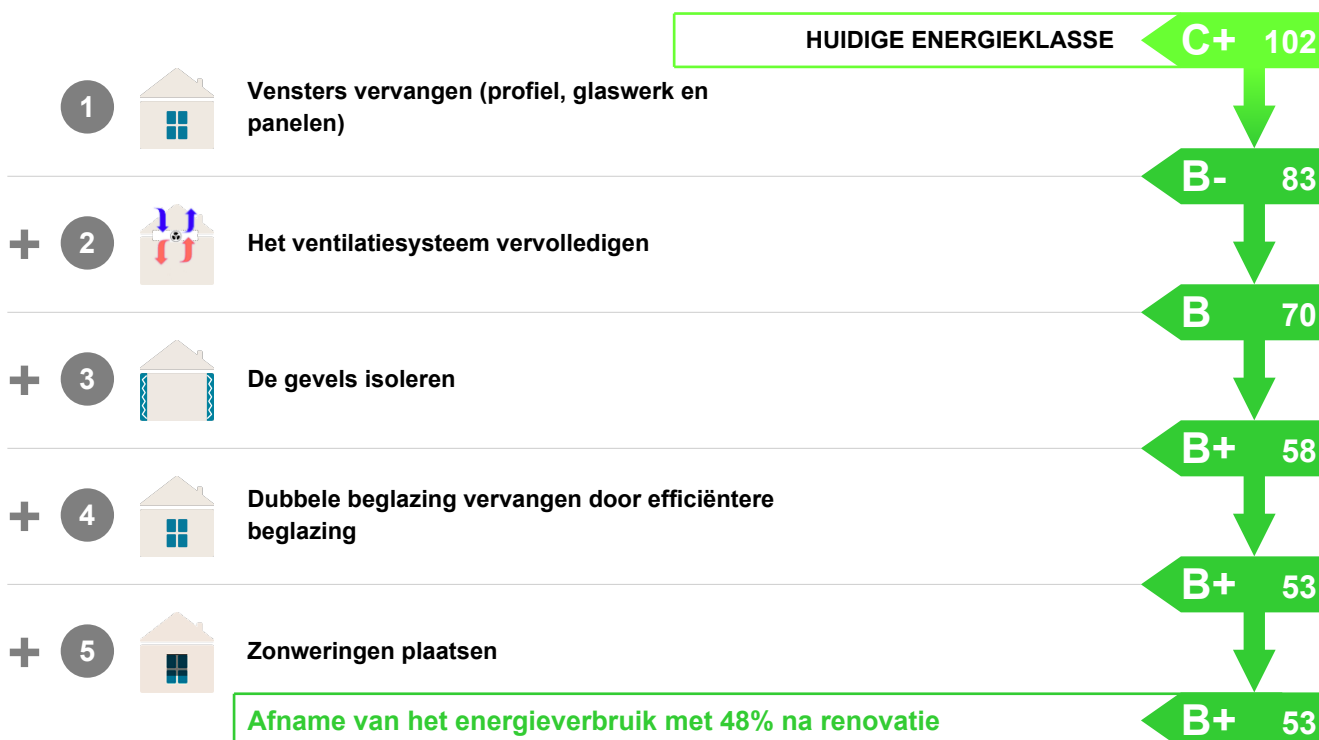 HUIDIGE ENERGIEKLASSE C+ 102
1 Vensters vervangen (profiel, glaswerk en
panelen)
B- 83
+ 2 Het ventilatiesysteem vervolledigen
B 70
+ 3 De gevels isoleren
B+ 58
+ 4 Dubbele beglazing vervangen door efficiëntere
beglazing
B+ 53
+ 5 Zonweringen plaatsen
Afname van het energieverbruik met 48% na renovatie B+ 53